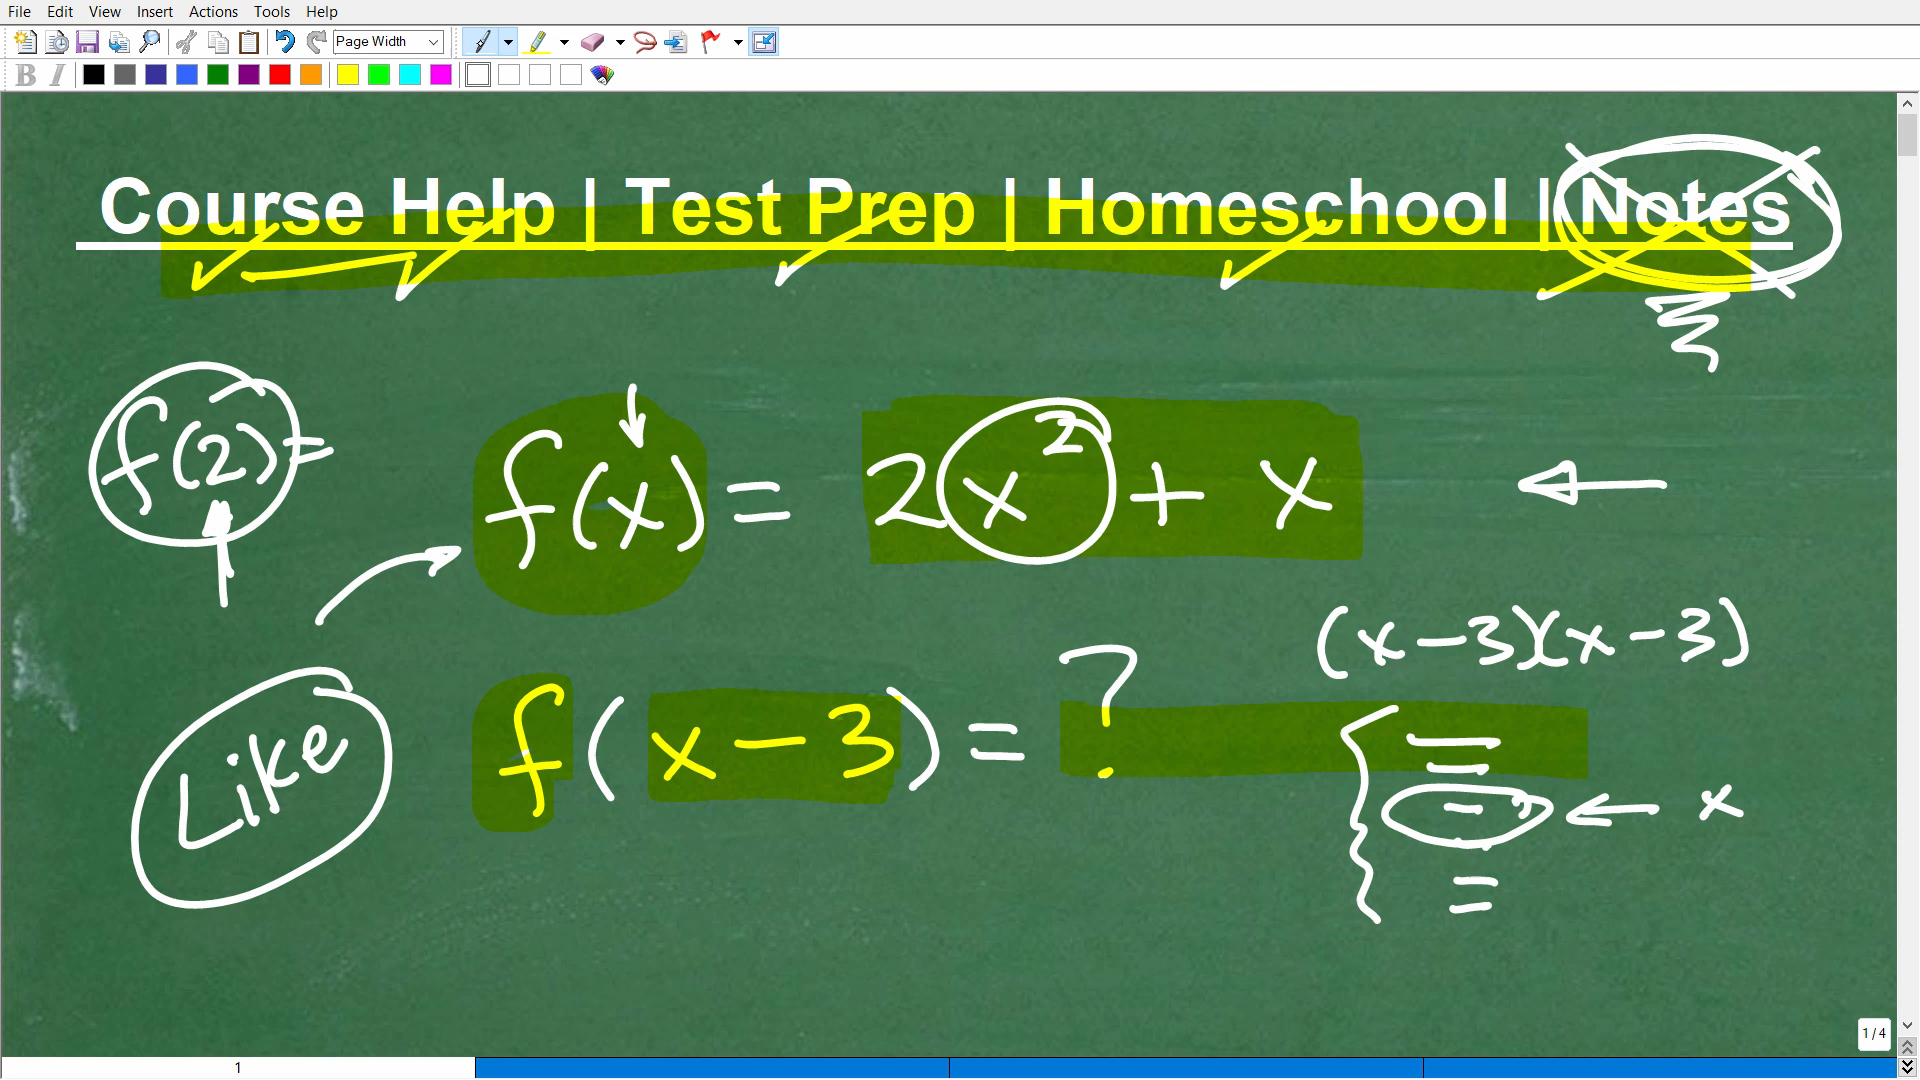 File Edit View Insert Actions Tools Help
Page Width
B I
Course Help | Test Prep | Homeschool | Notes
f(2)=
f(x) = 2x² + x
(x-3)(x-3)
f(x-3) = ?
Like
x
1 / 4
1